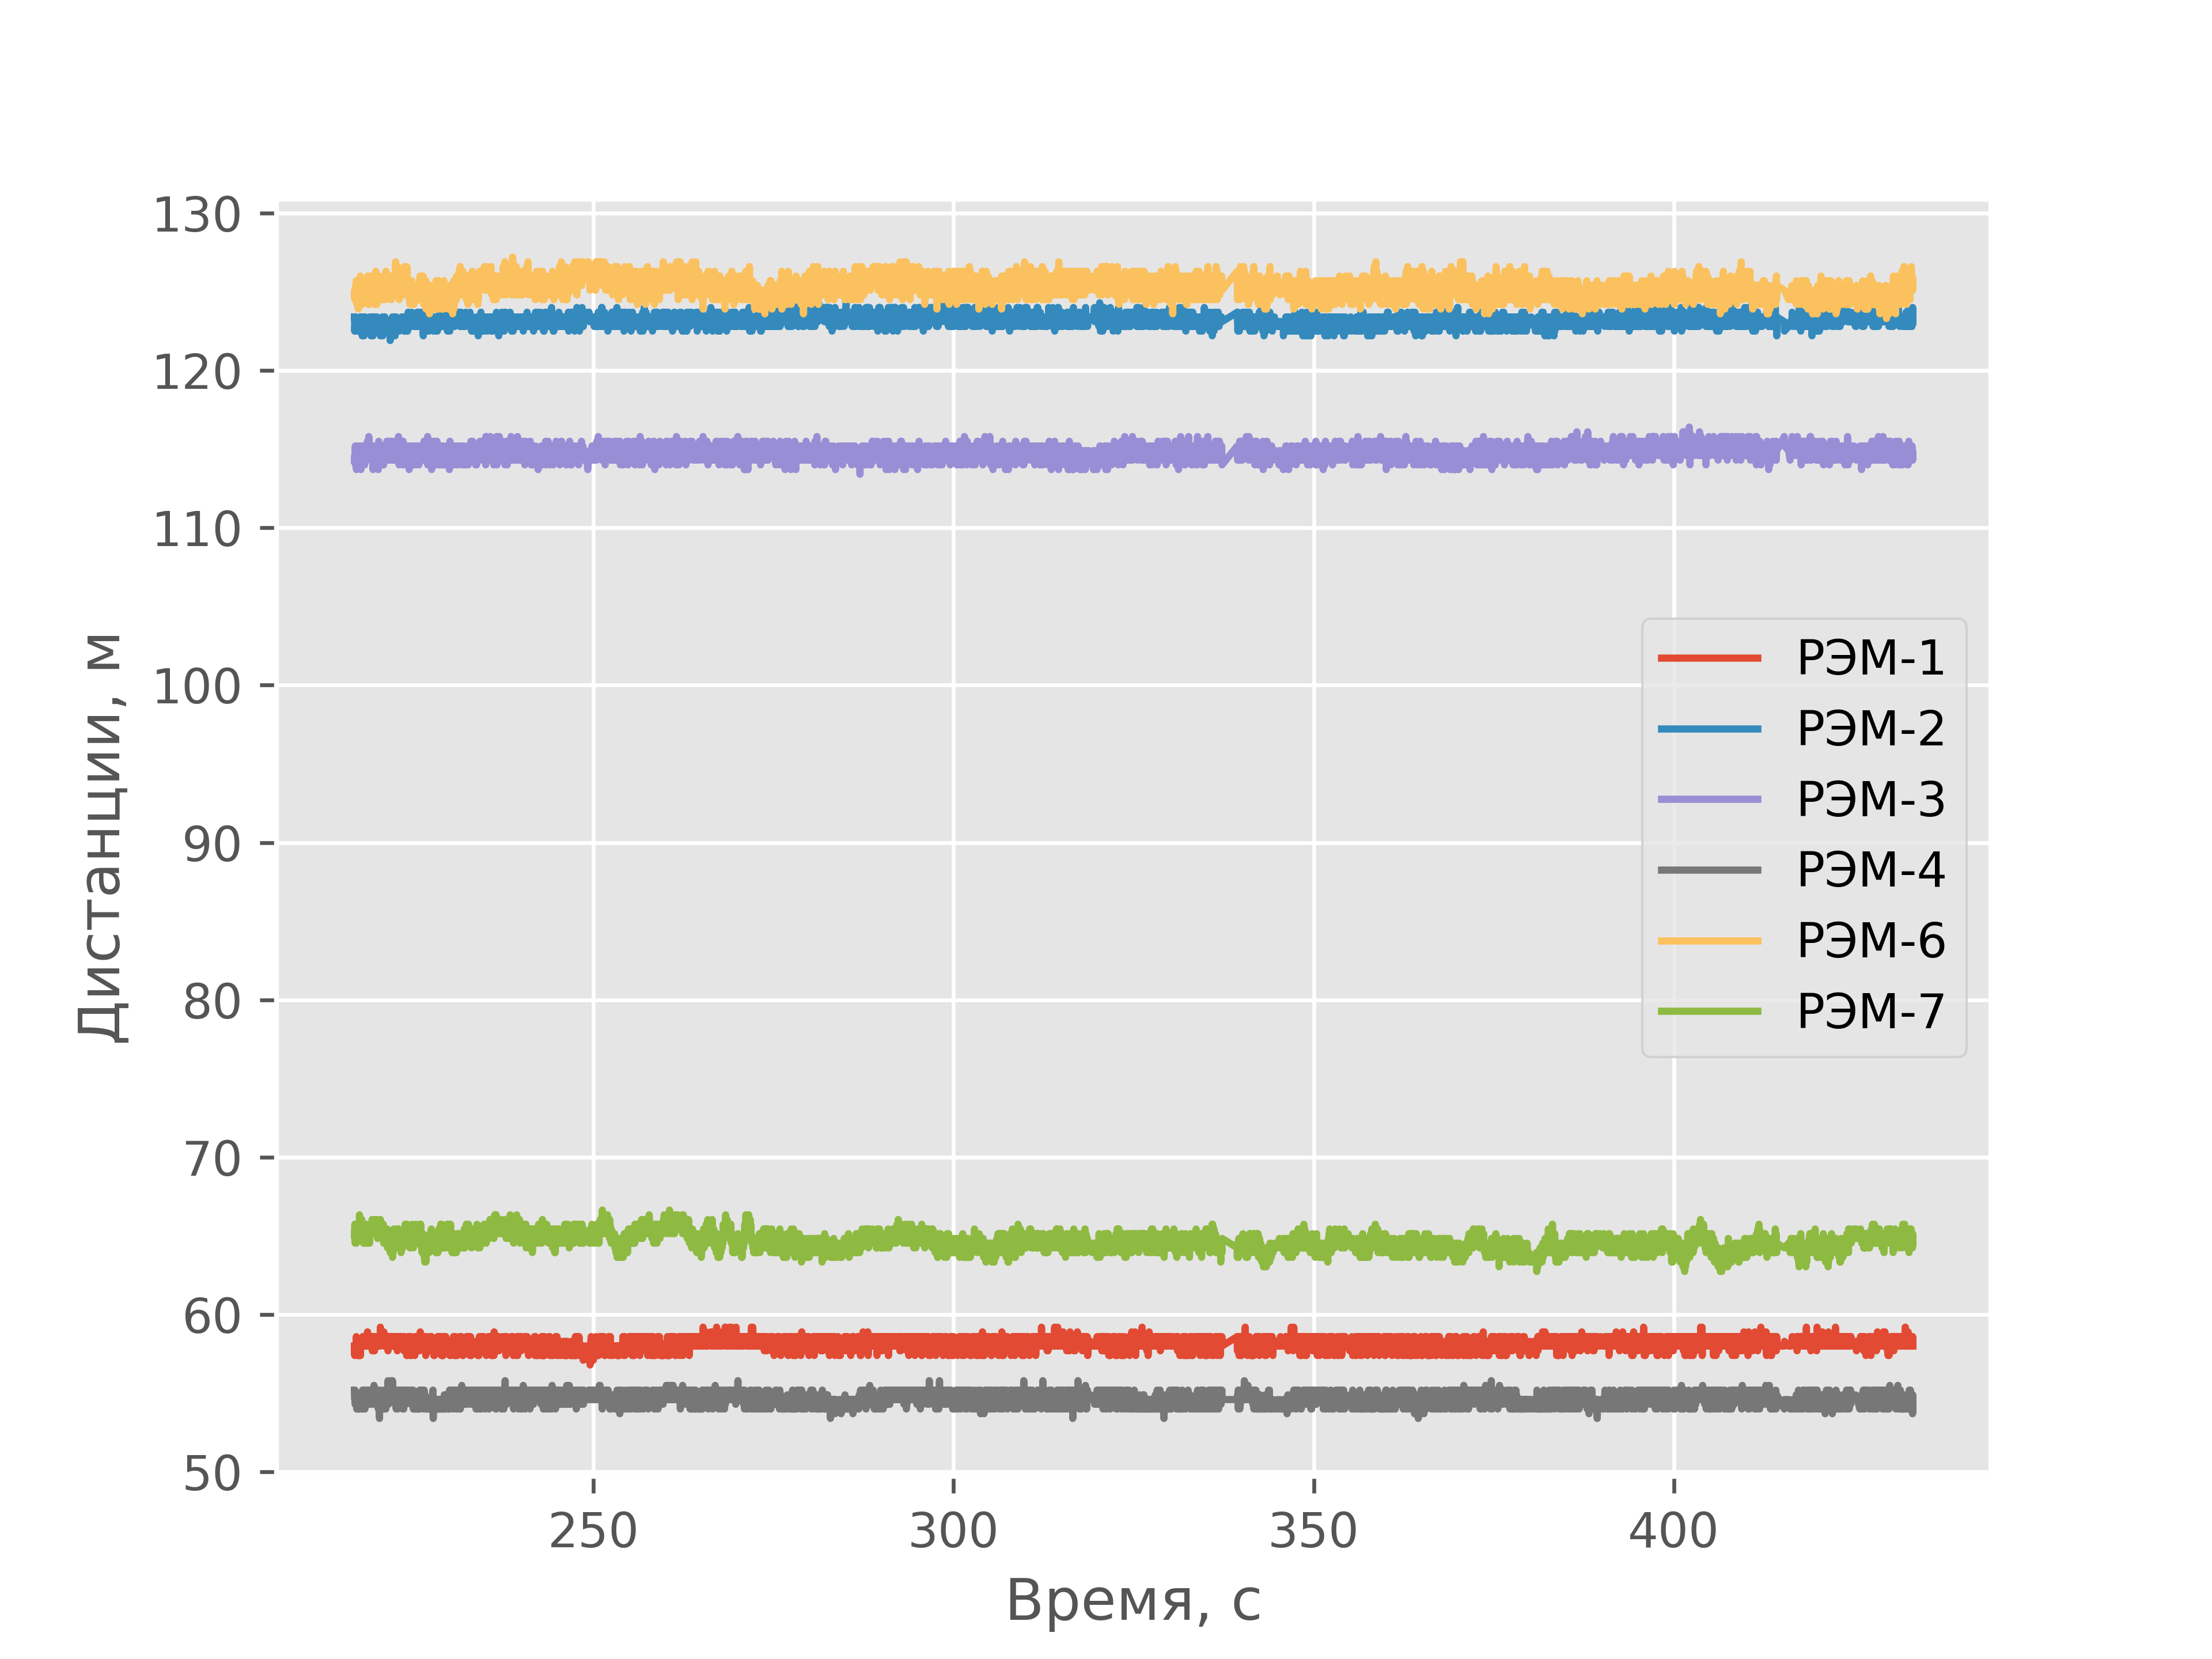 130
120
110
100
90
80
70
60
50
Дистанции, м
РЭМ-1
РЭМ-2
РЭМ-3
РЭМ-4
РЭМ-6
РЭМ-7
250 300 350 400
Время, с